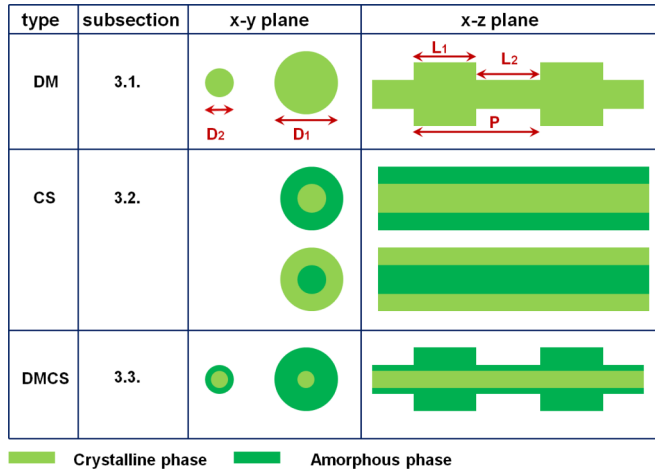 type subsection x-y plane x-z plane
DM 3.1. D2 D1 L1 L2 P
CS 3.2.
DMCS 3.3.
Crystalline phase Amorphous phase